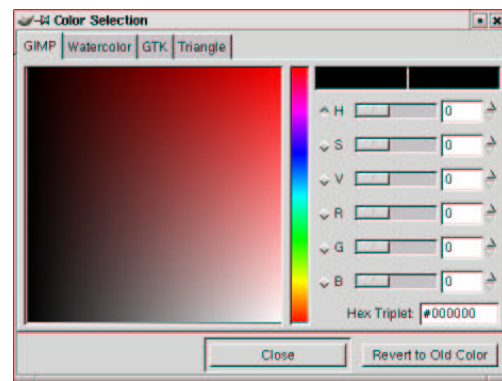 Color Selection
GIMP Watercolor GTK Triangle
H 0
S 0
V 0
R 0
G 0
B 0
Hex Triplet: #000000
Close Revert to Old Color